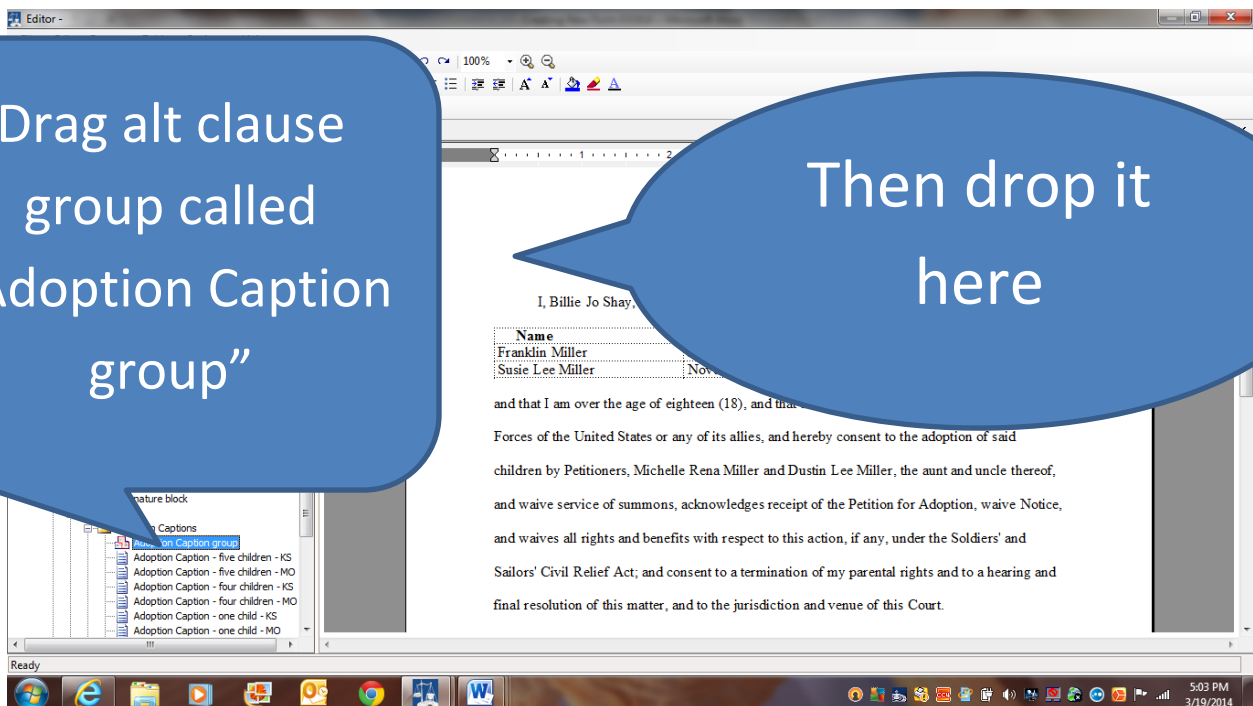 Editor -
100%
Drag alt clause
group called
Adoption Caption
group”
1 2
Then drop it
here
I, Billie Jo Shay,
Name
Franklin Miller
Susie Lee Miller
and that I am over the age of eighteen (18), and
Forces of the United States or any of its allies, and hereby consent to the adoption of said
children by Petitioners, Michelle Rena Miller and Dustin Lee Miller, the aunt and uncle thereof,
and waive service of summons, acknowledges receipt of the Petition for Adoption, waive Notice,
and waives all rights and benefits with respect to this action, if any, under the Soldiers' and
Sailors' Civil Relief Act; and consent to a termination of my parental rights and to a hearing and
final resolution of this matter, and to the jurisdiction and venue of this Court.
block
Captions
Adoption Caption group
Adoption Caption - five children - KS
Adoption Caption - five children - MO
Adoption Caption - four children - KS
Adoption Caption - four children - MO
Adoption Caption - one child - KS
Adoption Caption - one child - MO
Ready
5:03 PM
3/19/2014